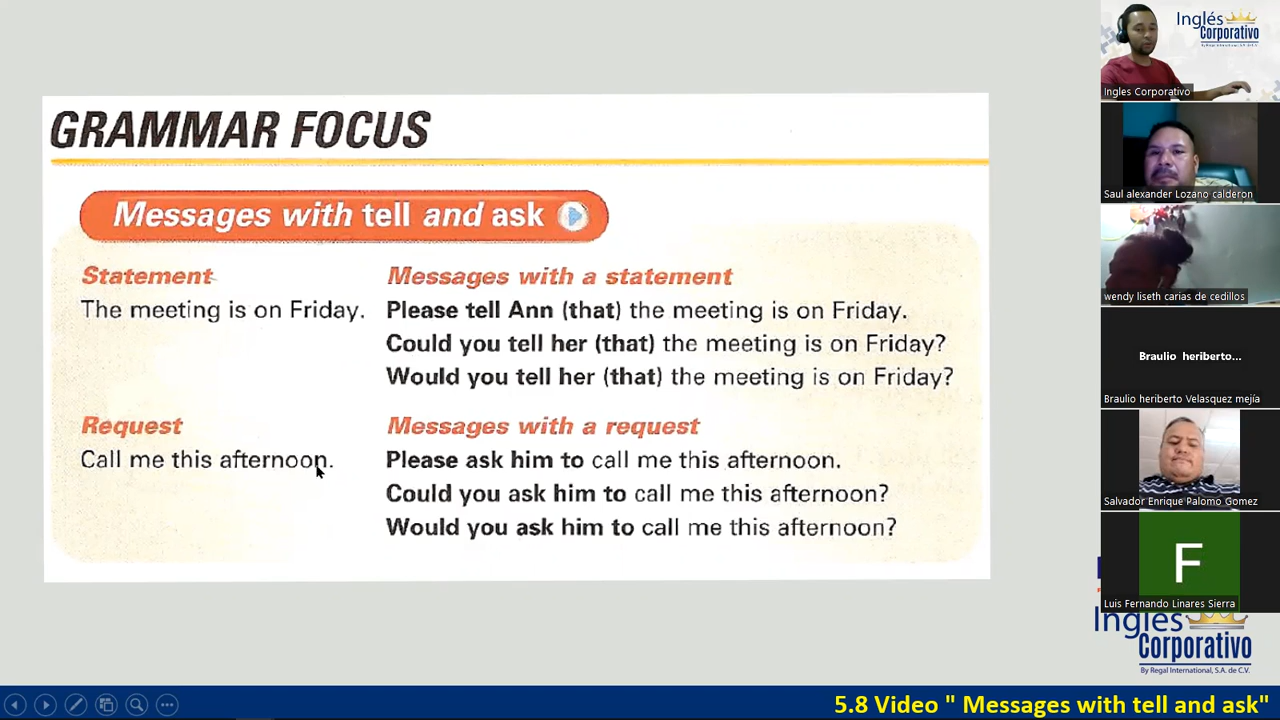 GRAMMAR FOCUS
Messages with tell and ask
Statement
Messages with a statement
The meeting is on Friday.
Please tell Ann (that) the meeting is on Friday.
Could you tell her (that) the meeting is on Friday?
Would you tell her (that) the meeting is on Friday?
Request
Messages with a request
Call me this afternoon.
Please ask him to call me this afternoon.
Could you ask him to call me this afternoon?
Would you ask him to call me this afternoon?
Inglés
Corporativo
By Regal International, S.A. de C.V.
Ingles Corporativo
Saul alexander Lozano calderon
wendy liseth carias de cedillos
Braulio heriberto...
Braulio heriberto Velasquez mejía
Salvador Enrique Palomo Gomez
F
Luis Fernando Linares Sierra
Inglés
Corporativo
By Regal International, S.A. de C.V.
5.8 Video " Messages with tell and ask"